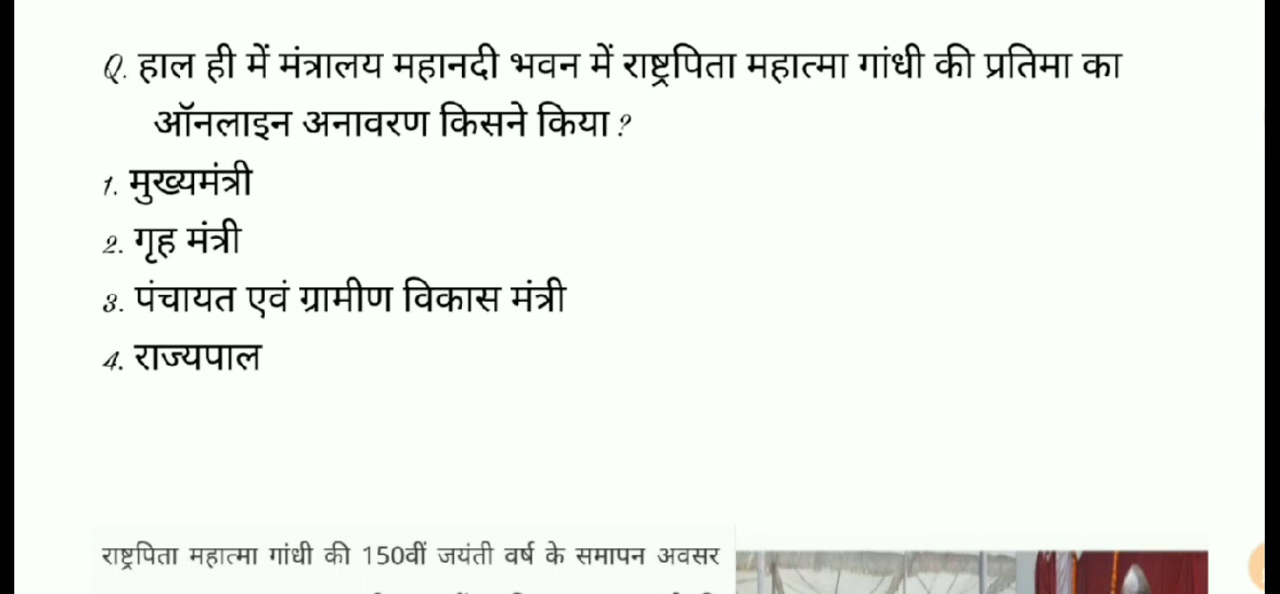 Q. हाल ही में मंत्रालय महानदी भवन में राष्ट्रपिता महात्मा गांधी की प्रतिमा का
ऑनलाइन अनावरण किसने किया ?
1. मुख्यमंत्री
2. गृह मंत्री
3. पंचायत एवं ग्रामीण विकास मंत्री
4. राज्यपाल
राष्ट्रपिता महात्मा गांधी की 150वीं जयंती वर्ष के समापन अवसर